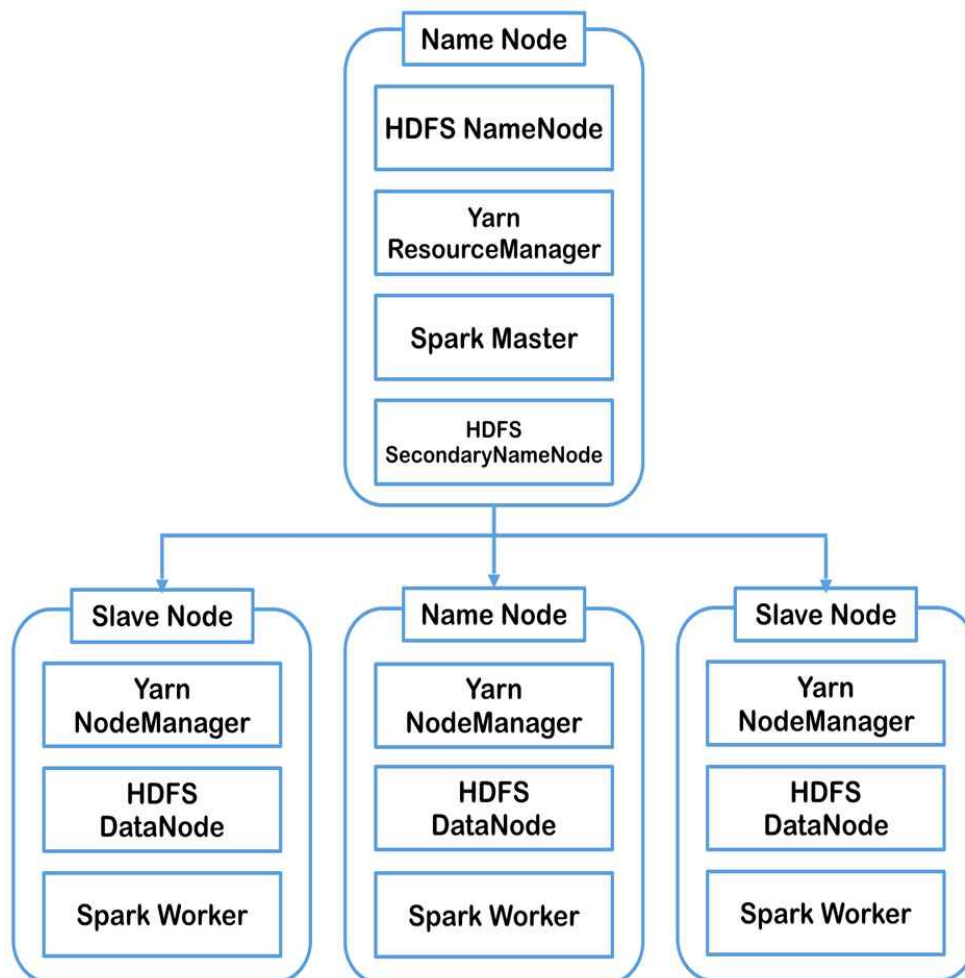 Name Node
HDFS NameNode
Yarn
ResourceManager
Spark Master
HDFS
SecondaryNameNode
Slave Node
Yarn
NodeManager
HDFS
DataNode
Spark Worker
Name Node
Yarn
NodeManager
HDFS
DataNode
Spark Worker
Slave Node
Yarn
NodeManager
HDFS
DataNode
Spark Worker